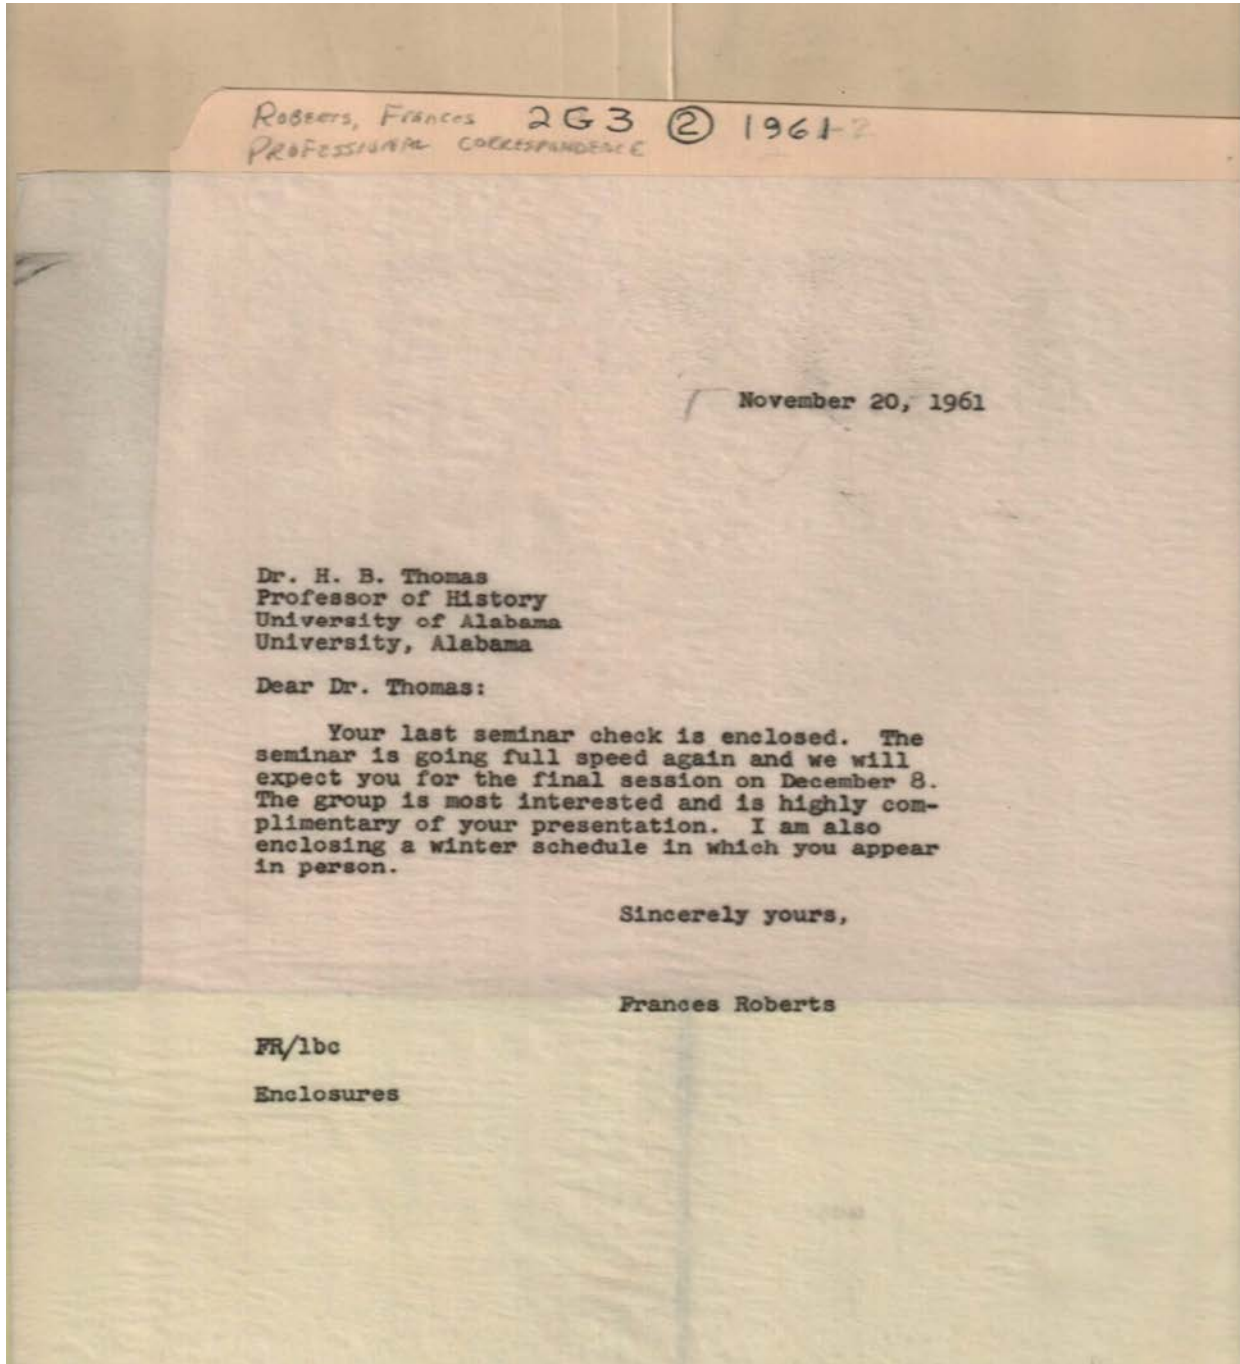 Roberts, Frances 2G3 ② 1961-2
PROFESSIONAL CORRESPONDENCE
November 20, 1961
Dr. H. B. Thomas
Professor of History
University of Alabama
University, Alabama
Dear Dr. Thomas:
Your last seminar check is enclosed. The
seminar is going full speed again and we will
expect you for the final session on December 8.
The group is most interested and is highly com-
plimentary of your presentation. I am also
enclosing a winter schedule in which you appear
in person.
Sincerely yours,
Frances Roberts
FR/lbc
Enclosures